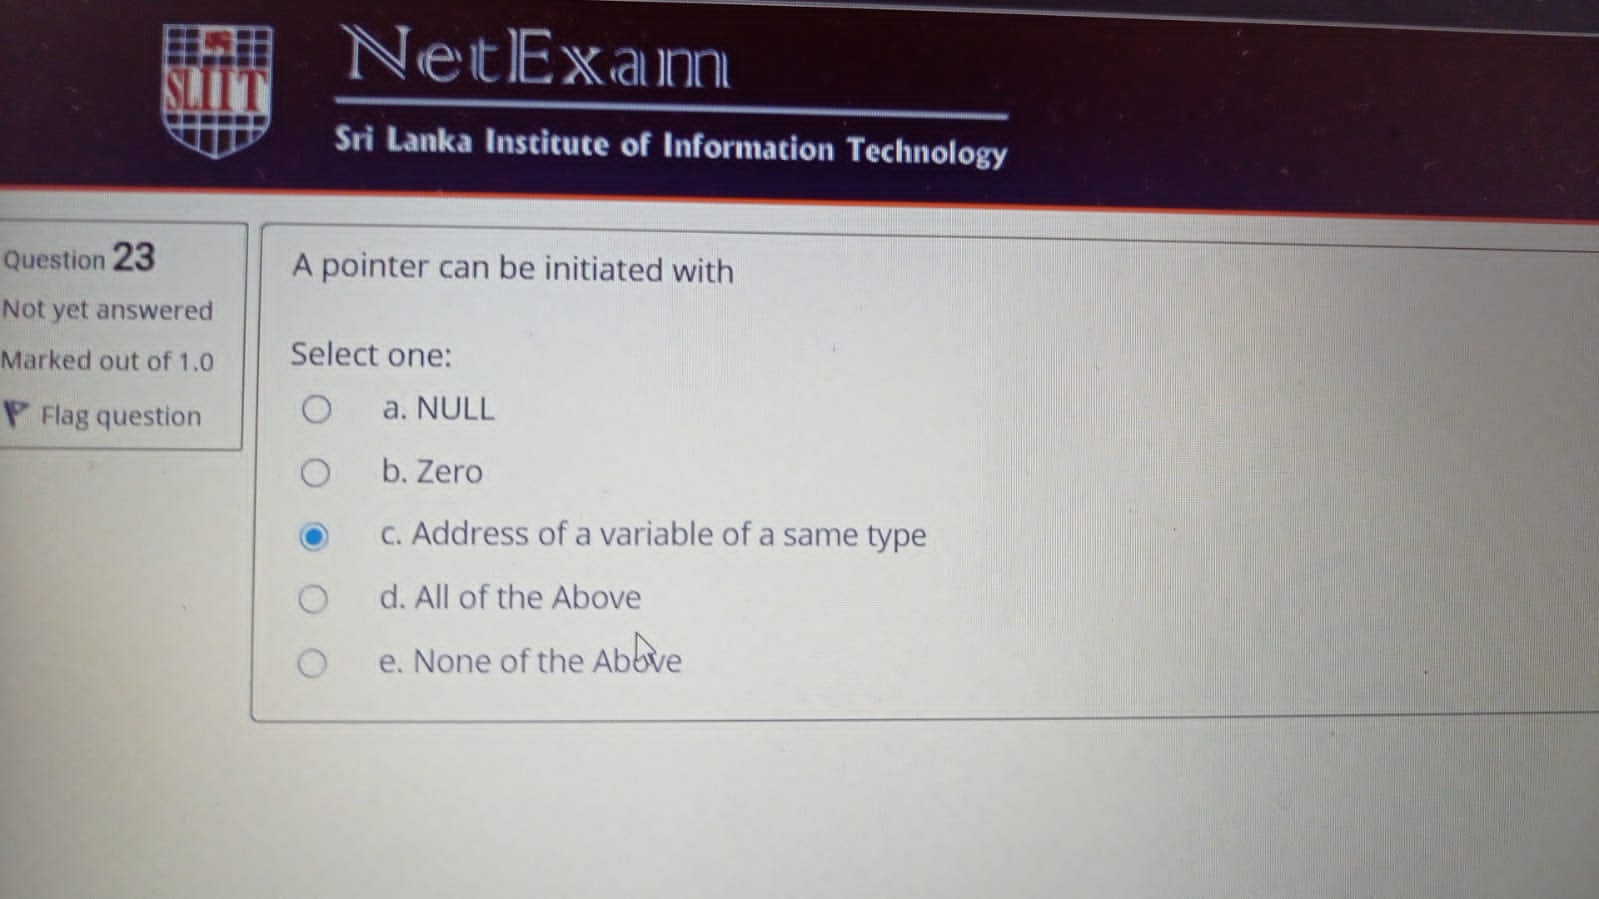 SLIIT
NetExam
Sri Lanka Institute of Information Technology
Question 23
Not yet answered
Marked out of 1.0
Flag question
A pointer can be initiated with
Select one:
a. NULL
b. Zero
c. Address of a variable of a same type
d. All of the Above
e. None of the Above